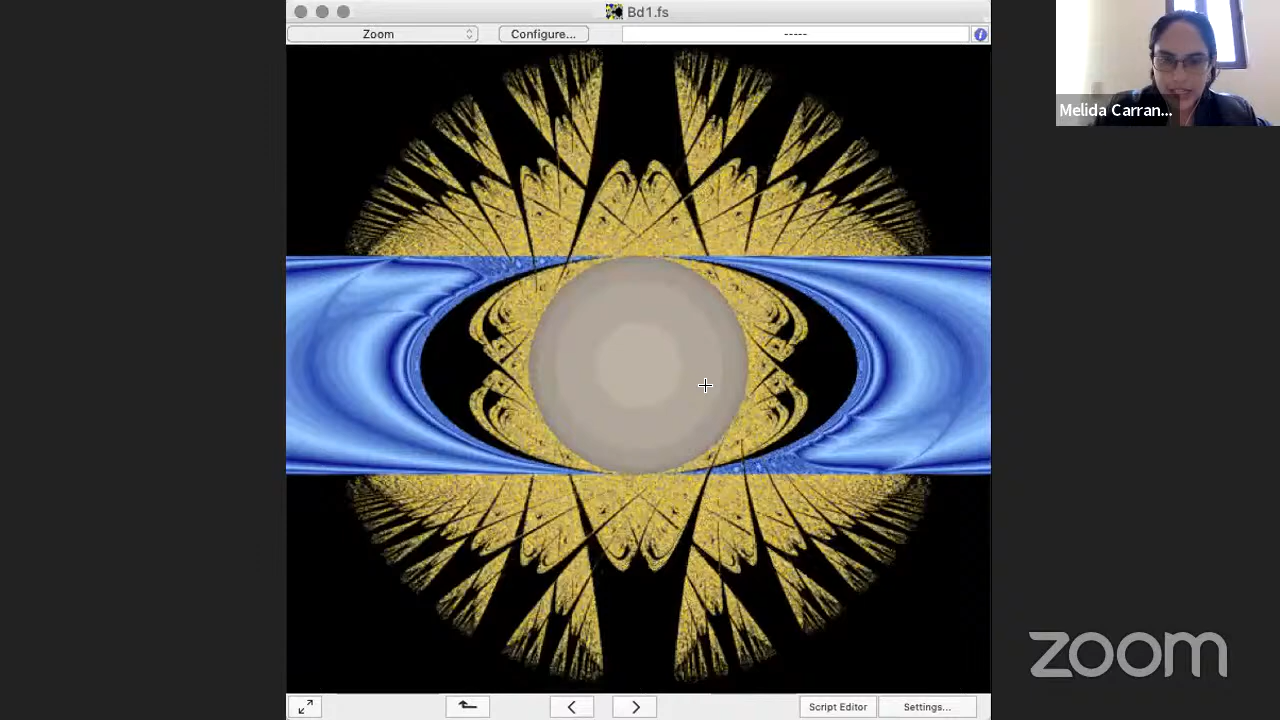 Bd1.fs
Zoom
Configure...
-----
i
Melida Carran...
zoom
Script Editor
Settings...